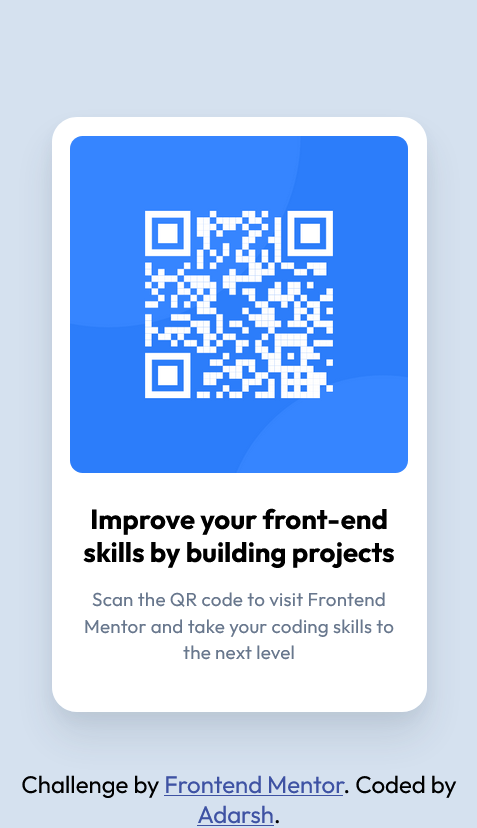 Improve your front-end
skills by building projects
Scan the QR code to visit Frontend
Mentor and take your coding skills to
the next level
Challenge by Frontend Mentor. Coded by
Adarsh.